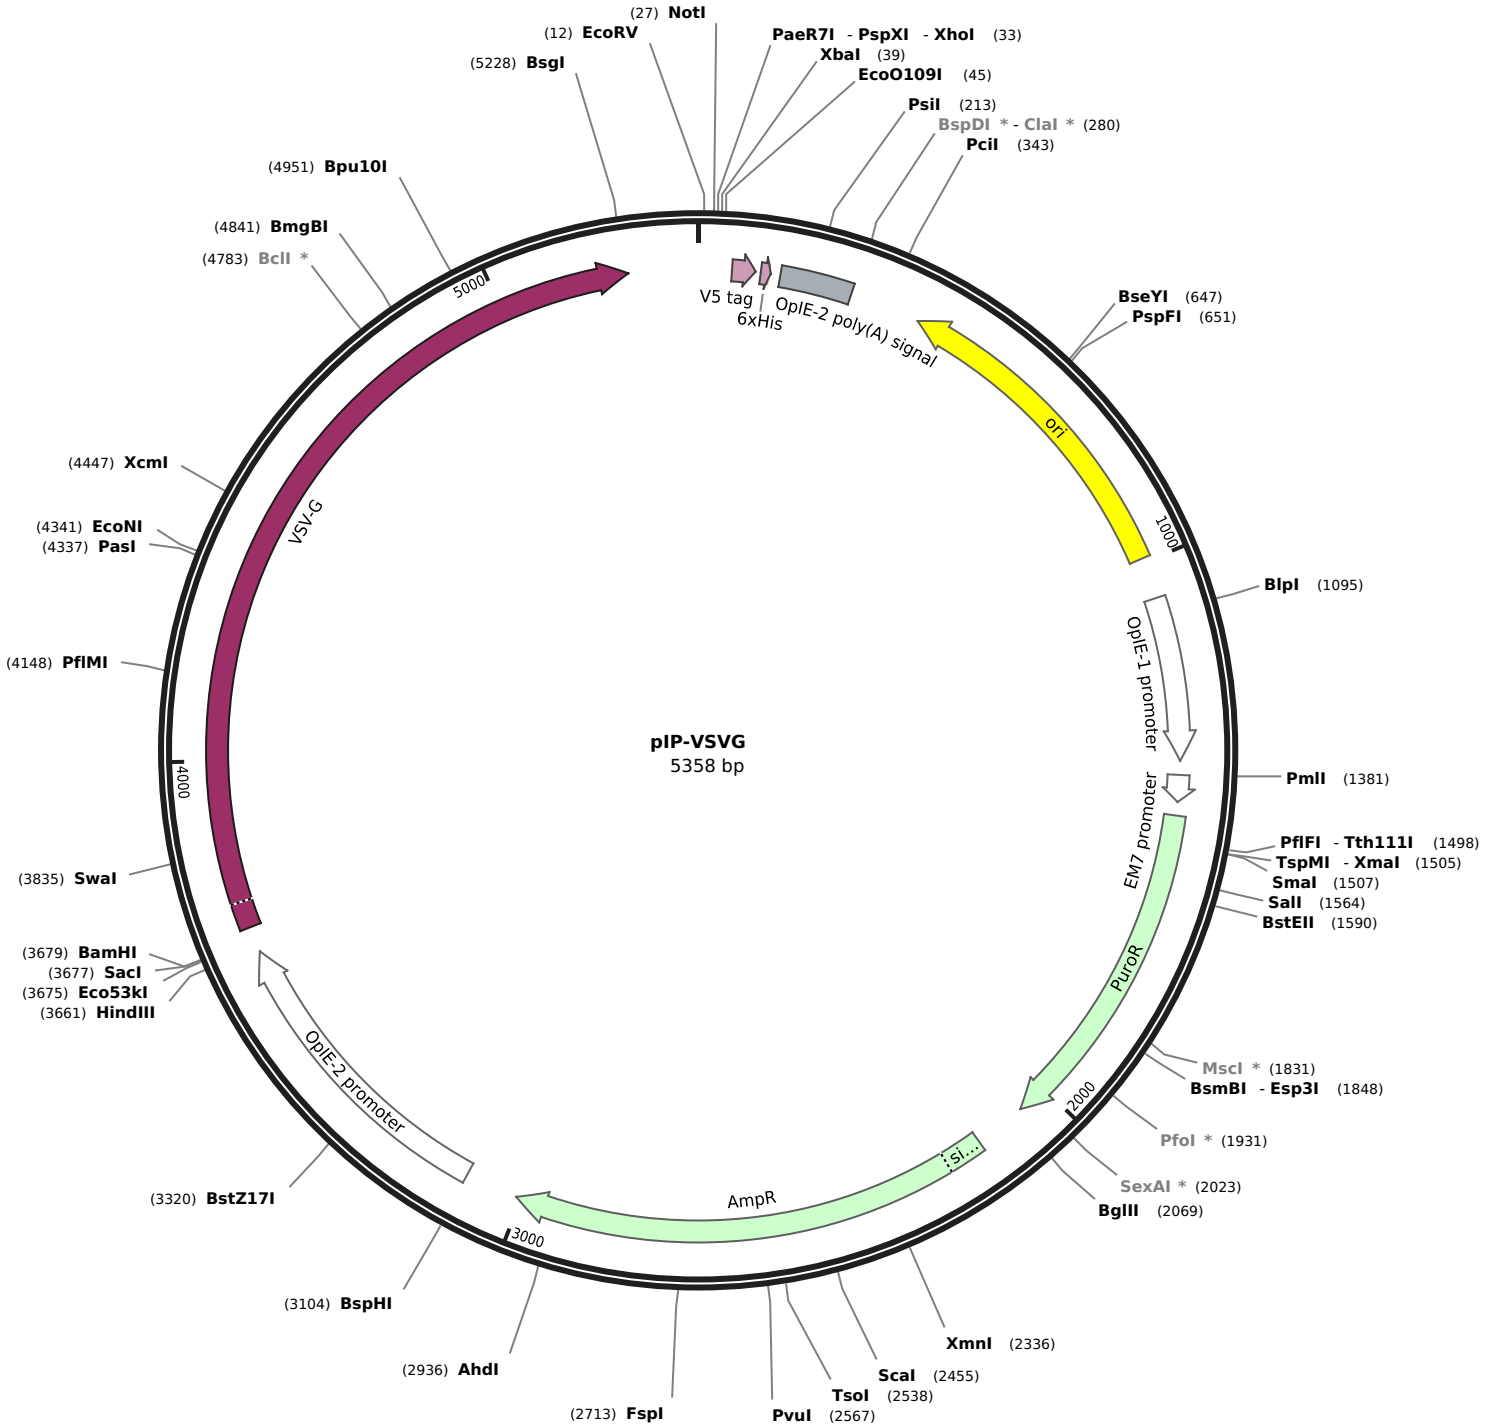 (27) NotI
(12) EcoRV
(5228) BsgI
PaeR7I - PspXI - XhoI (33)
XbaI (39)
EcoO109I (45)
PsiI (213)
BspDI * - ClaI * (280)
PciI (343)
(4951) Bpu10I
(4841) BmgBI
(4783) BclI *
5000
V5 tag
6xHis
OpIE-2 poly(A) signal
BseYI (647)
PspFI (651)
ori
(4447) XcmI
VSV-G
(4341) EcoNI
(4337) PasI
1000
BlpI (1095)
OpIE-1 promoter
(4148) PflMI
pIP-VSVG
5358 bp
4000
PmlI (1381)
EM7 promoter
PflFI - Tth111I (1498)
TspMI - XmaI (1505)
SmaI (1507)
SalI (1564)
BstEII (1590)
(3835) SwaI
(3679) BamHI
(3677) SacI
(3675) Eco53kI
(3661) HindIII
PuroR
OpIE-2 promoter
MscI * (1831)
BsmBI - Esp3I (1848)
2000
PfoI * (1931)
si...
SexAI * (2023)
BglII (2069)
AmpR
(3320) BstZ17I
3000
(3104) BspHI
(2936) AhdI
XmnI (2336)
ScaI (2455)
TsoI (2538)
(2713) FspI
PvuI (2567)